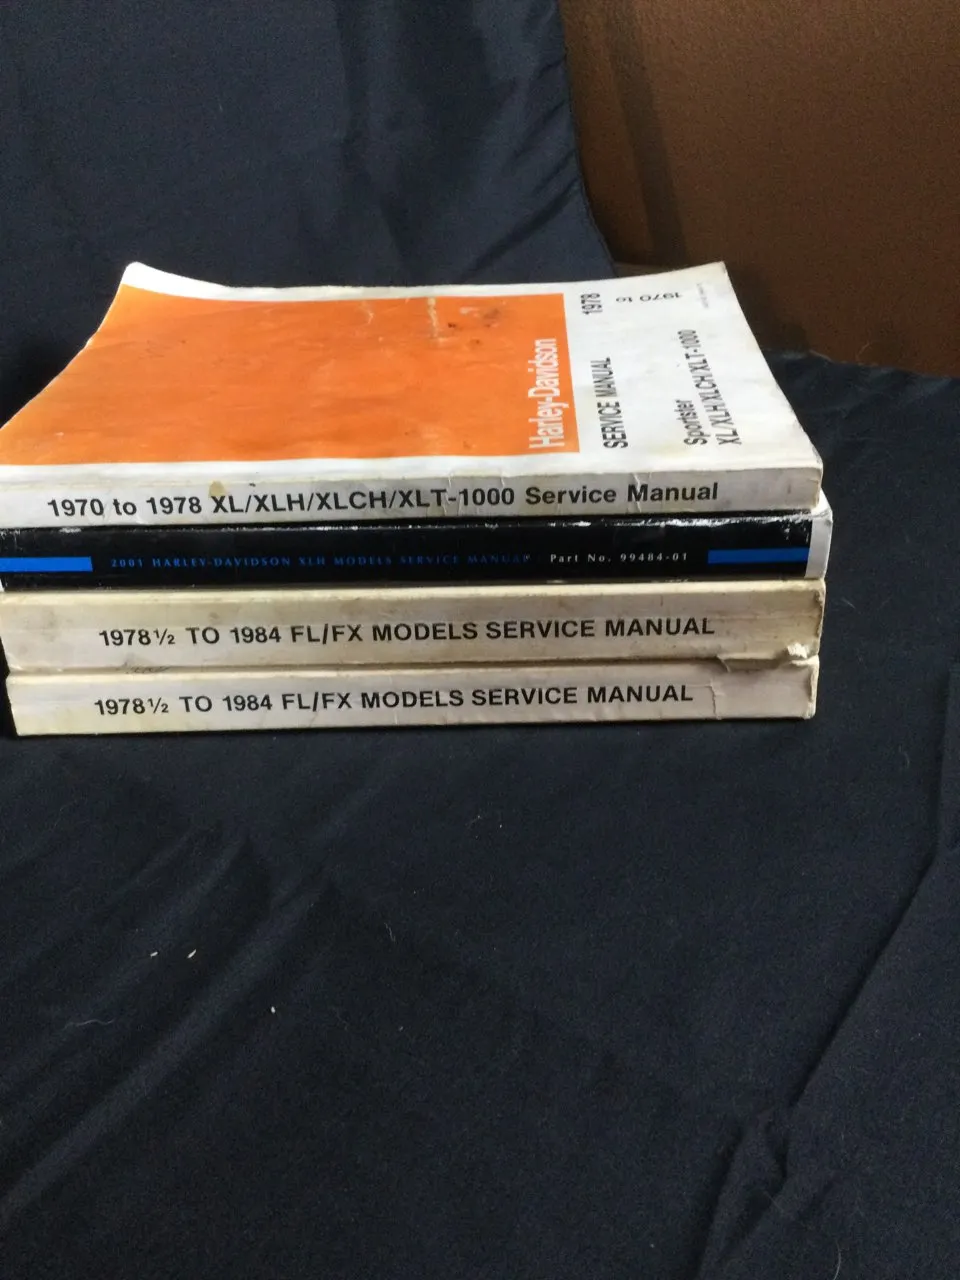 Harley-Davidson
SERVICE MANUAL
1978
1970 to
Sportster
XL/XLH/XLCH/XLT-1000
1970 to 1978 XL/XLH/XLCH/XLT-1000 Service Manual
2001 HARLEY-DAVIDSON XLH MODELS SERVICE MANUAL Part No. 99484-01
1978½ TO 1984 FL/FX MODELS SERVICE MANUAL
1978½ TO 1984 FL/FX MODELS SERVICE MANUAL